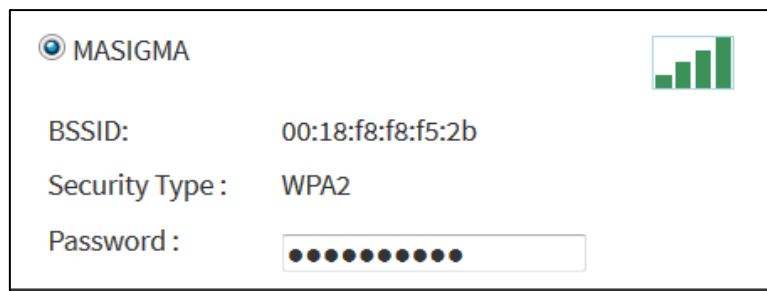 MASIGMA
BSSID: 00:18:f8:f8:f5:2b
Security Type : WPA2
Password : ●●●●●●●●●●